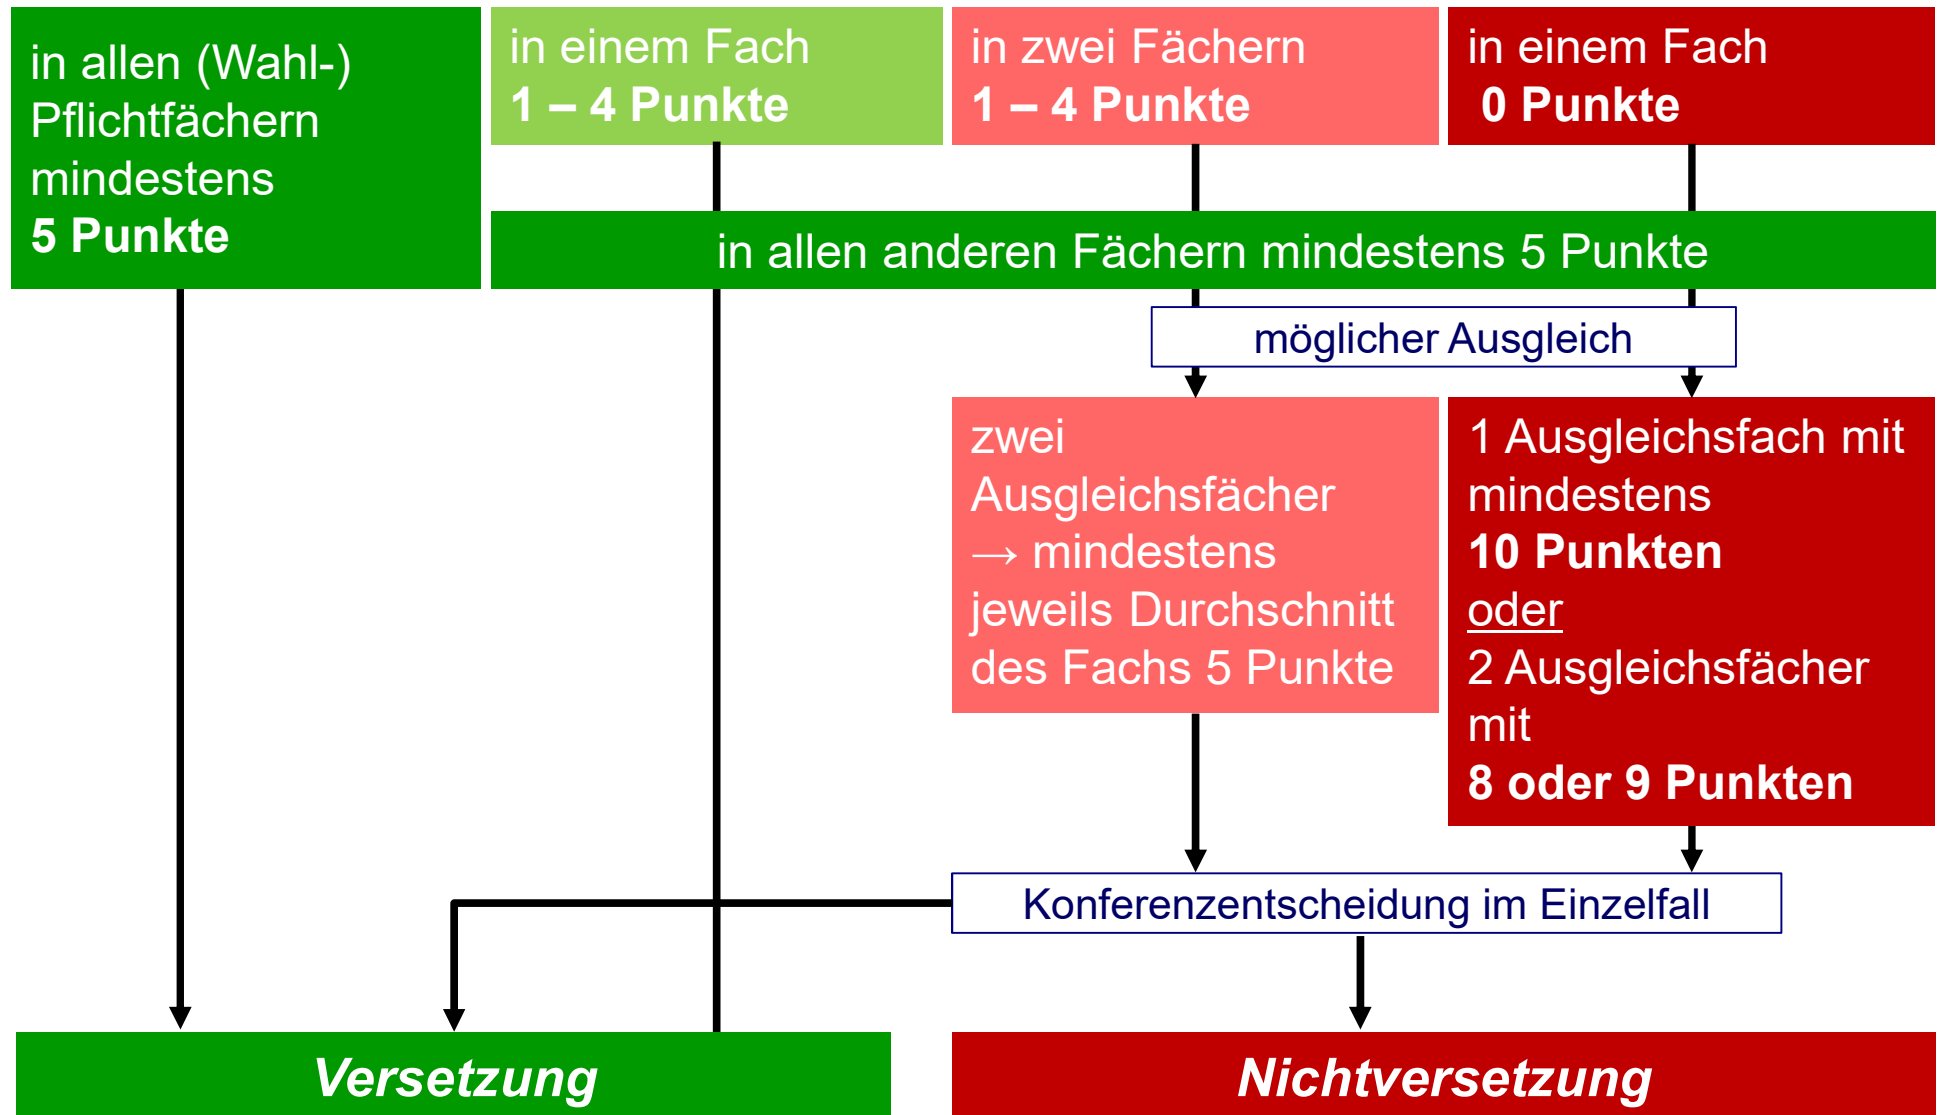 in allen (Wahl-)
Pflichtfächern
mindestens
5 Punkte
in einem Fach
1 – 4 Punkte
in zwei Fächern
1 – 4 Punkte
in einem Fach
0 Punkte
in allen anderen Fächern mindestens 5 Punkte
möglicher Ausgleich
zwei
Ausgleichsfächer
→ mindestens
jeweils Durchschnitt
des Fachs 5 Punkte
1 Ausgleichsfach mit
mindestens
10 Punkten
oder
2 Ausgleichsfächer
mit
8 oder 9 Punkten
Konferenzentscheidung im Einzelfall
Versetzung
Nichtversetzung